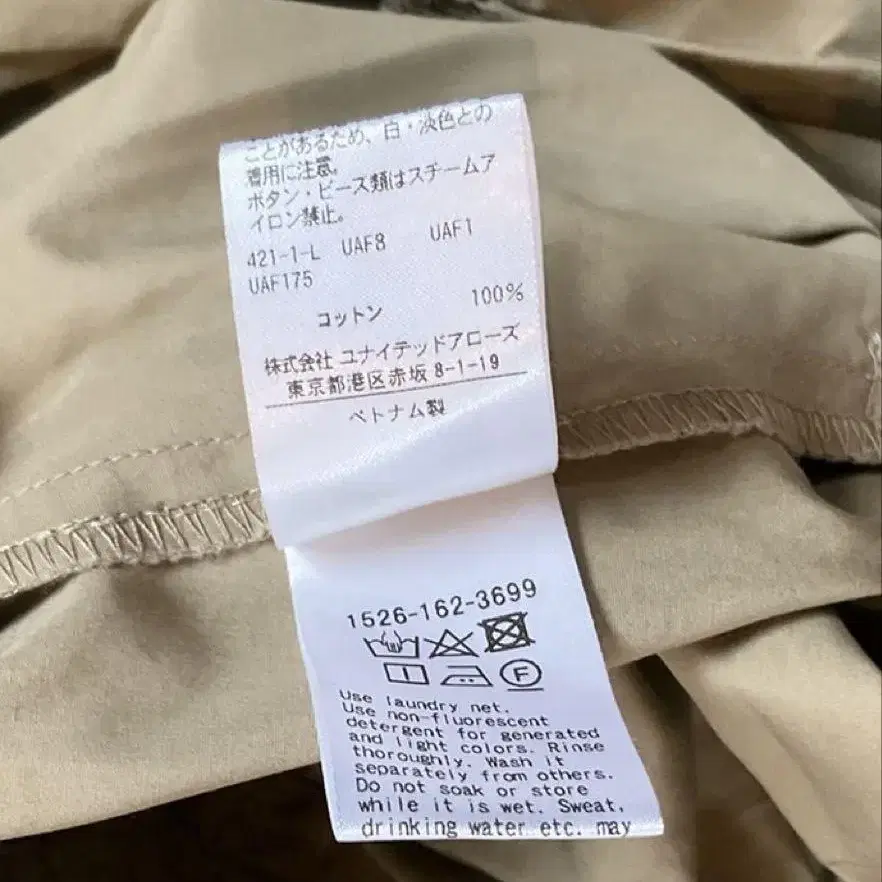 ことがあるため、白・淡色との
着用に注意。
ボタン・ビーズ類はスチームア
イロン禁止。
421-1-L UAF8 UAF1
UAF175
コットン 100%
株式会社 ユナイテッドアローズ
東京都港区赤坂 8-1-19
ベトナム製
1526-162-3699
F
Use laundry net.
Use non-fluorescent
detergent for generated
and light colors. Rinse
thoroughly. Wash it
separately from others.
Do not soak or store
while it is wet. Sweat,
drinking water etc. may